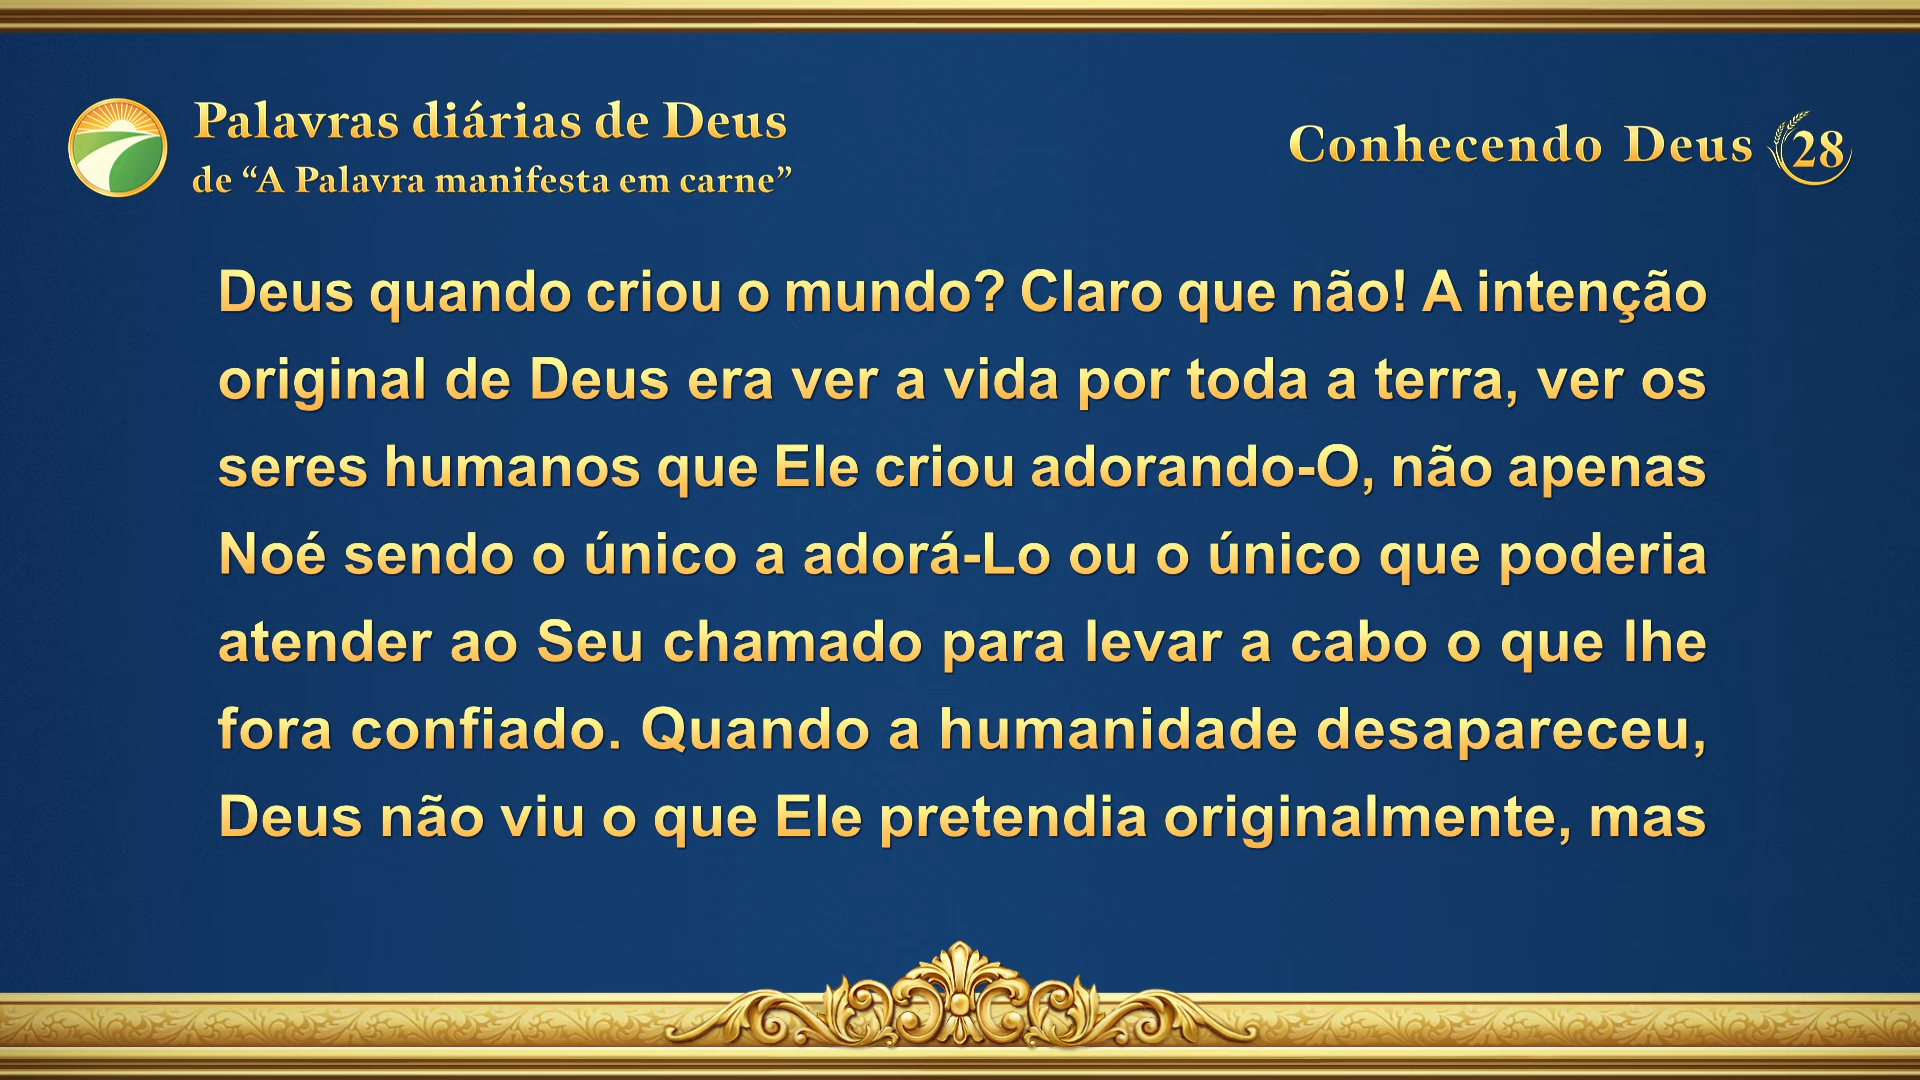 Palavras diárias de Deus
de “A Palavra manifesta em carne”
Conhecendo Deus 28
Deus quando criou o mundo? Claro que não! A intenção
original de Deus era ver a vida por toda a terra, ver os
seres humanos que Ele criou adorando-O, não apenas
Noé sendo o único a adorá-Lo ou o único que poderia
atender ao Seu chamado para levar a cabo o que lhe
fora confiado. Quando a humanidade desapareceu,
Deus não viu o que Ele pretendia originalmente, mas